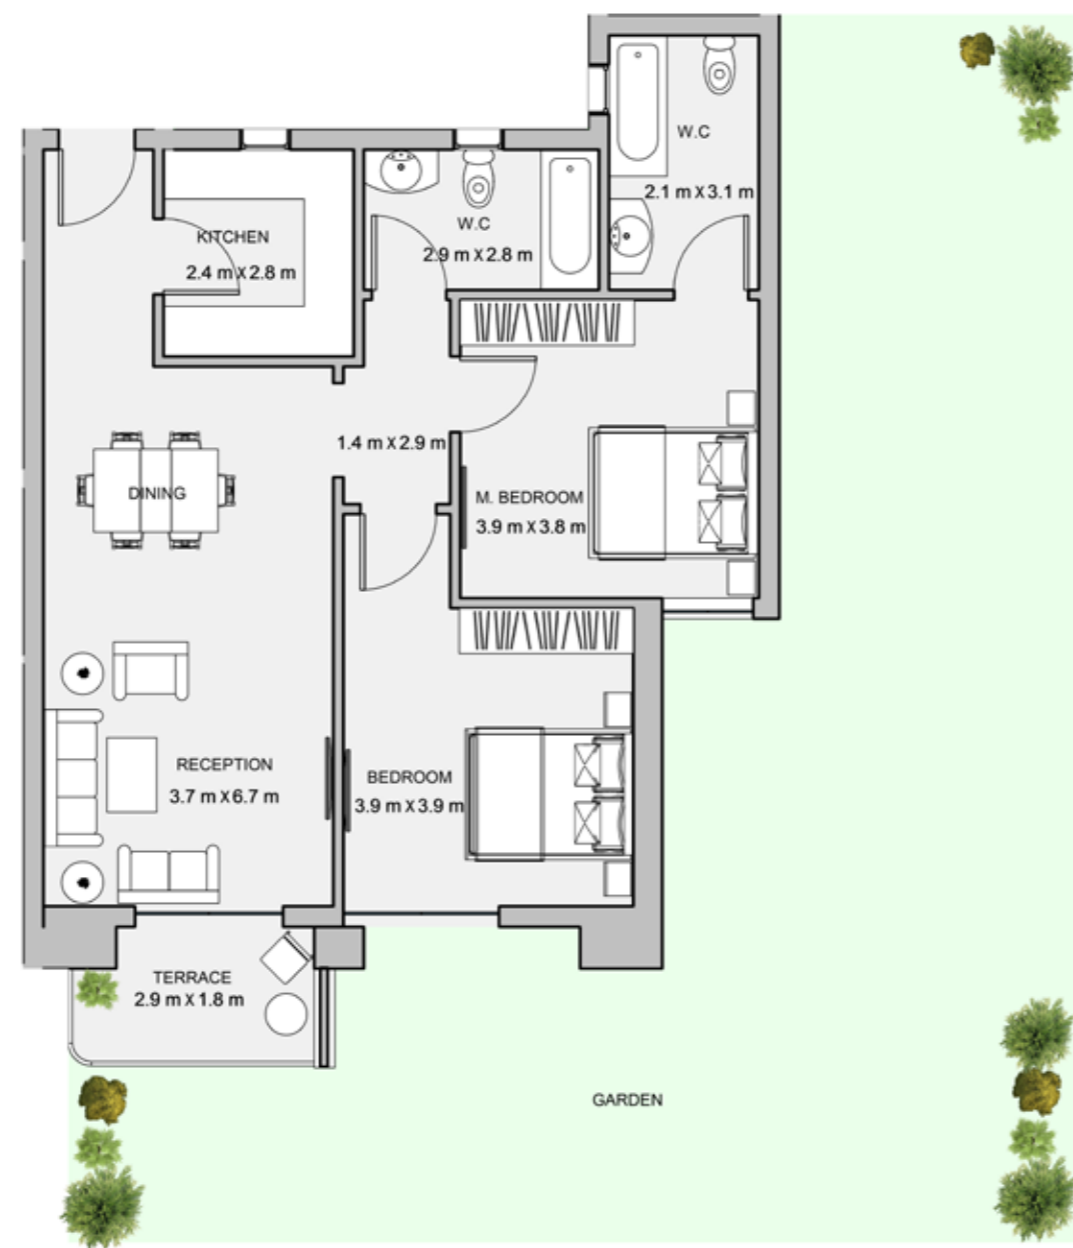 W.C
2.1 m X 3.1 m
W.C
2.9 m X 2.8 m
KITCHEN
2.4 m X 2.8 m
1.4 m X 2.9 m
DINING
M. BEDROOM
3.9 m X 3.8 m
RECEPTION
3.7 m X 6.7 m
BEDROOM
3.9 m X 3.9 m
TERRACE
2.9 m X 1.8 m
GARDEN